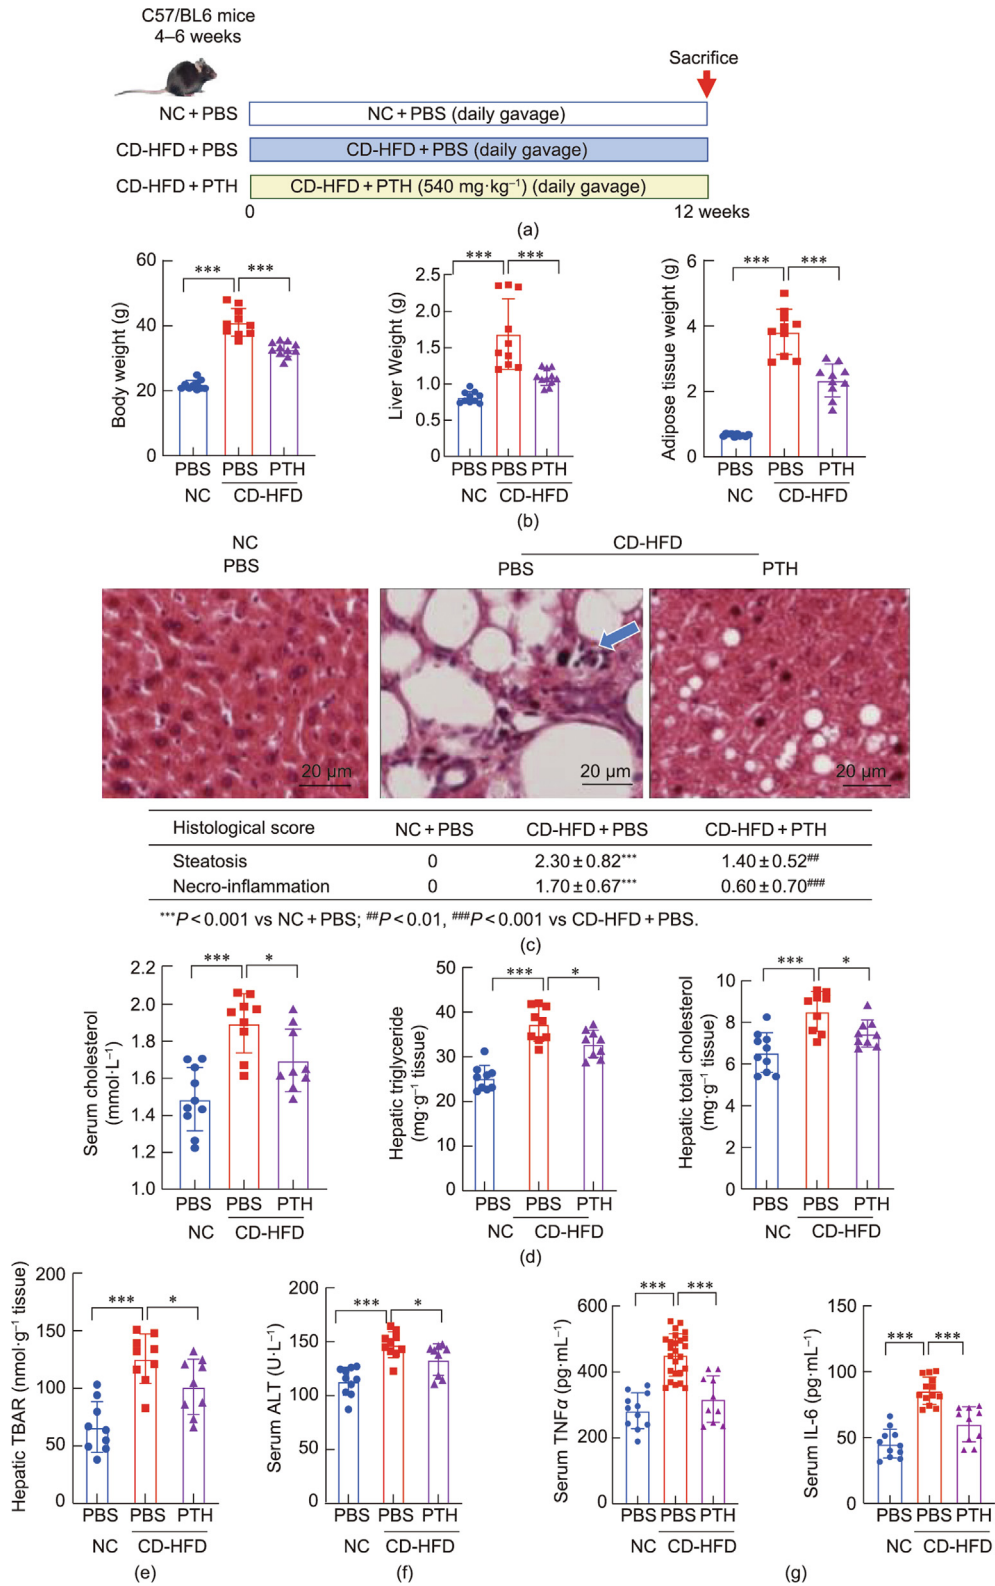 C57/BL6 mice
4–6 weeks
Sacrifice
NC + PBS
NC + PBS (daily gavage)
CD-HFD + PBS
CD-HFD + PBS (daily gavage)
CD-HFD + PTH
CD-HFD + PTH (540 mg·kg⁻¹) (daily gavage)
0
12 weeks
(a)
Body weight (g)
60
40
20
0
***
***
PBS PBS PTH
NC CD-HFD
Liver Weight (g)
2.5
2.0
1.5
1.0
0.5
0
***
***
PBS PBS PTH
NC CD-HFD
Adipose tissue weight (g)
6
4
2
0
***
***
PBS PBS PTH
NC CD-HFD
(b)
NC
CD-HFD
PBS
PBS
PTH
20 µm
20 µm
20 µm
Histological score NC + PBS CD-HFD + PBS CD-HFD + PTH
Steatosis 0 2.30 ± 0.82*** 1.40 ± 0.52##
Necro-inflammation 0 1.70 ± 0.67*** 0.60 ± 0.70###
***P < 0.001 vs NC + PBS; ##P < 0.01, ###P < 0.001 vs CD-HFD + PBS.
(c)
Serum cholesterol
(mmol·L⁻¹)
2.2
2.0
1.8
1.6
1.4
1.2
1.0
***
*
PBS PBS PTH
NC CD-HFD
Hepatic triglyceride
(mg·g⁻¹ tissue)
50
40
30
20
10
0
***
*
PBS PBS PTH
NC CD-HFD
Hepatic total cholesterol
(mg·g⁻¹ tissue)
10
8
6
4
2
0
***
*
PBS PBS PTH
NC CD-HFD
(d)
Hepatic TBAR (nmol·g⁻¹ tissue)
200
150
100
50
0
***
*
PBS PBS PTH
NC CD-HFD
(e)
Serum ALT (U·L⁻¹)
200
150
100
50
0
***
*
PBS PBS PTH
NC CD-HFD
(f)
Serum TNFα (pg·mL⁻¹)
600
400
200
0
***
***
PBS PBS PTH
NC CD-HFD
Serum IL-6 (pg·mL⁻¹)
150
100
50
0
***
***
PBS PBS PTH
NC CD-HFD
(g)